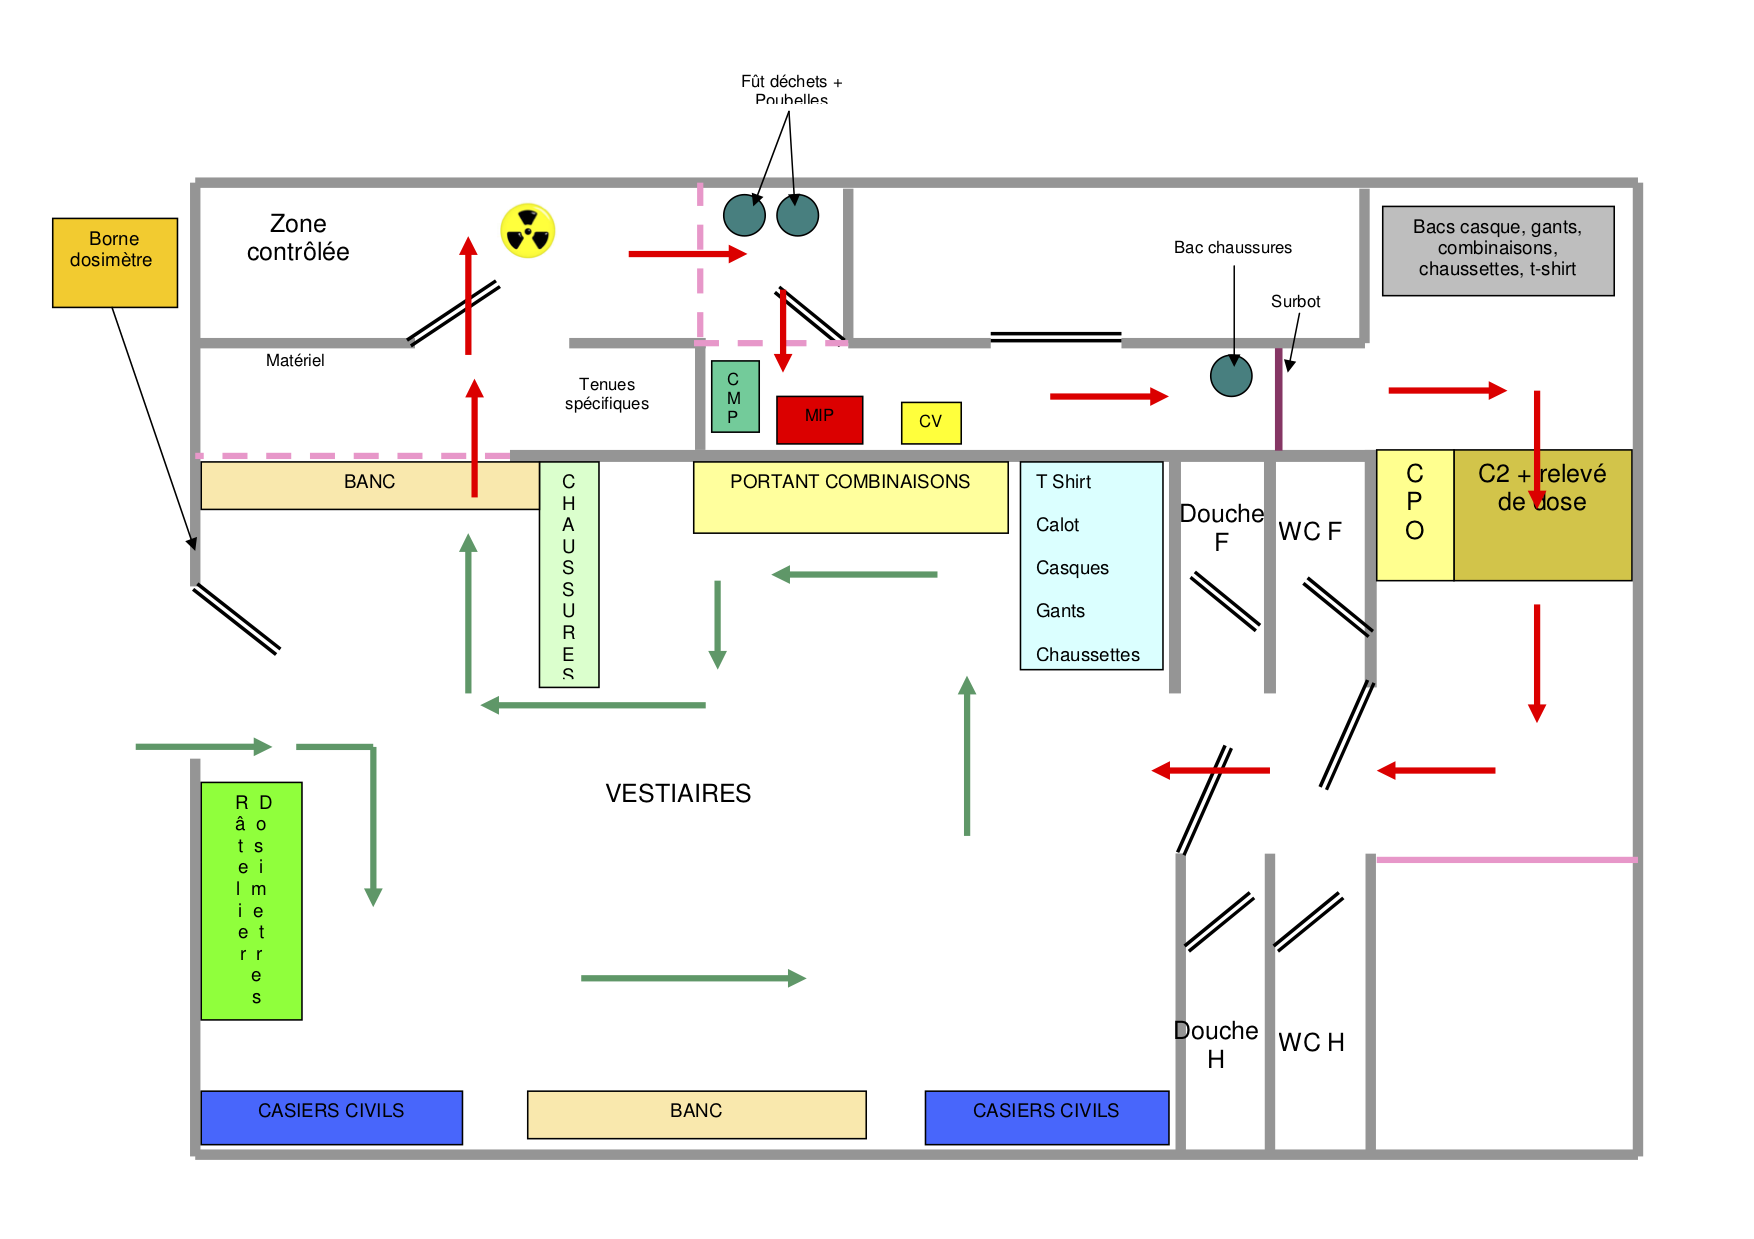 Fût déchets +
Poubelles
Borne
dosimètre
Zone
contrôlée
Bac chaussures
Surbot
Bacs casque, gants,
combinaisons,
chaussettes, t-shirt
Matériel
Tenues
spécifiques
C
M
P
MIP
CV
BANC
C
H
A
U
S
S
U
R
E
S
PORTANT COMBINAISONS
T Shirt
Calot
Casques
Gants
Chaussettes
Douche
F
WC F
C
P
O
C2 + relevé
de dose
VESTIAIRES
R D
â o
t s
e i
l m
i e
e t
r r
e
s
Douche
H
WC H
CASIERS CIVILS
BANC
CASIERS CIVILS